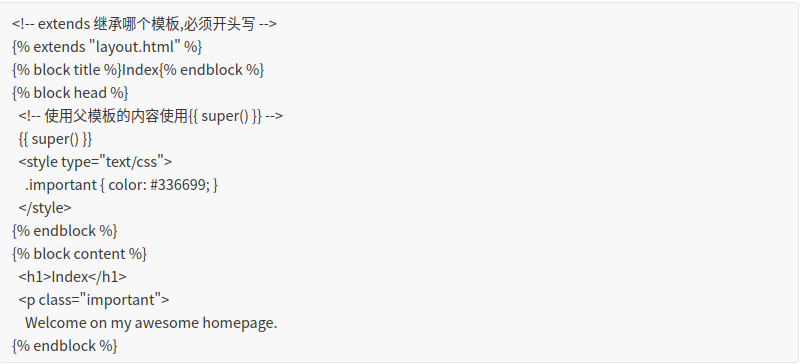 <!-- extends 继承哪个模板,必须开头写 -->
{% extends "layout.html" %}
{% block title %}Index{% endblock %}
{% block head %}
<!-- 使用父模板的内容使用{{ super() }} -->
{{ super() }}
<style type="text/css">
.important { color: #336699; }
</style>
{% endblock %}
{% block content %}
<h1>Index</h1>
<p class="important">
Welcome on my awesome homepage.
{% endblock %}